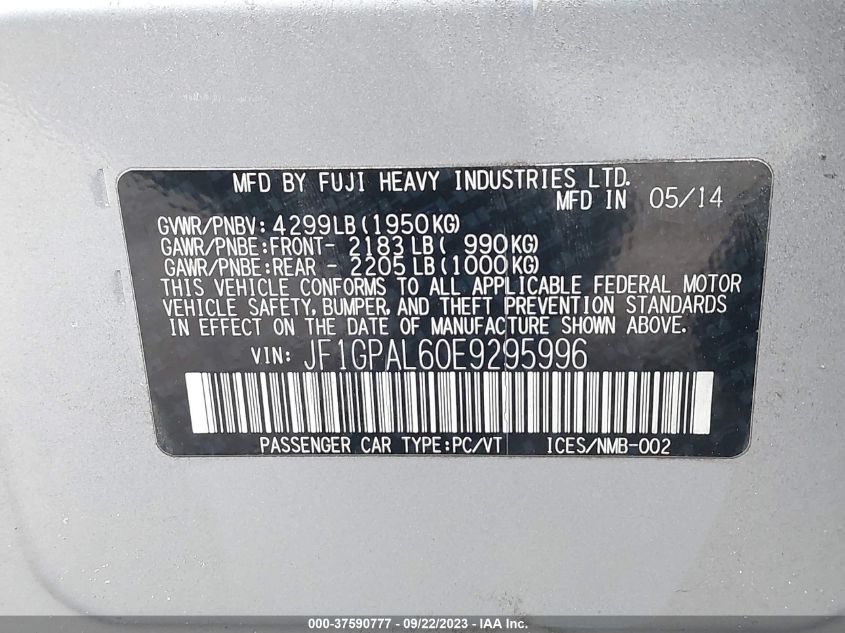 MFD BY FUJI HEAVY INDUSTRIES LTD.
MFD IN 05/14
GVWR/PNBV: 4299LB (1950KG)
GAWR/PNBE:FRONT- 2183LB( 990KG)
GAWR/PNBE:REAR - 2205LB(1000KG)
THIS VEHICLE CONFORMS TO ALL APPLICABLE FEDERAL MOTOR
VEHICLE SAFETY, BUMPER, AND THEFT PREVENTION STANDARDS
IN EFFECT ON THE DATE OF MANUFACTURE SHOWN ABOVE.
VIN: JF1GPAL60E9295996
PASSENGER CAR TYPE:PC/VT ICES/NMB-002
000-37590777 - 09/22/2023 - IAA Inc.